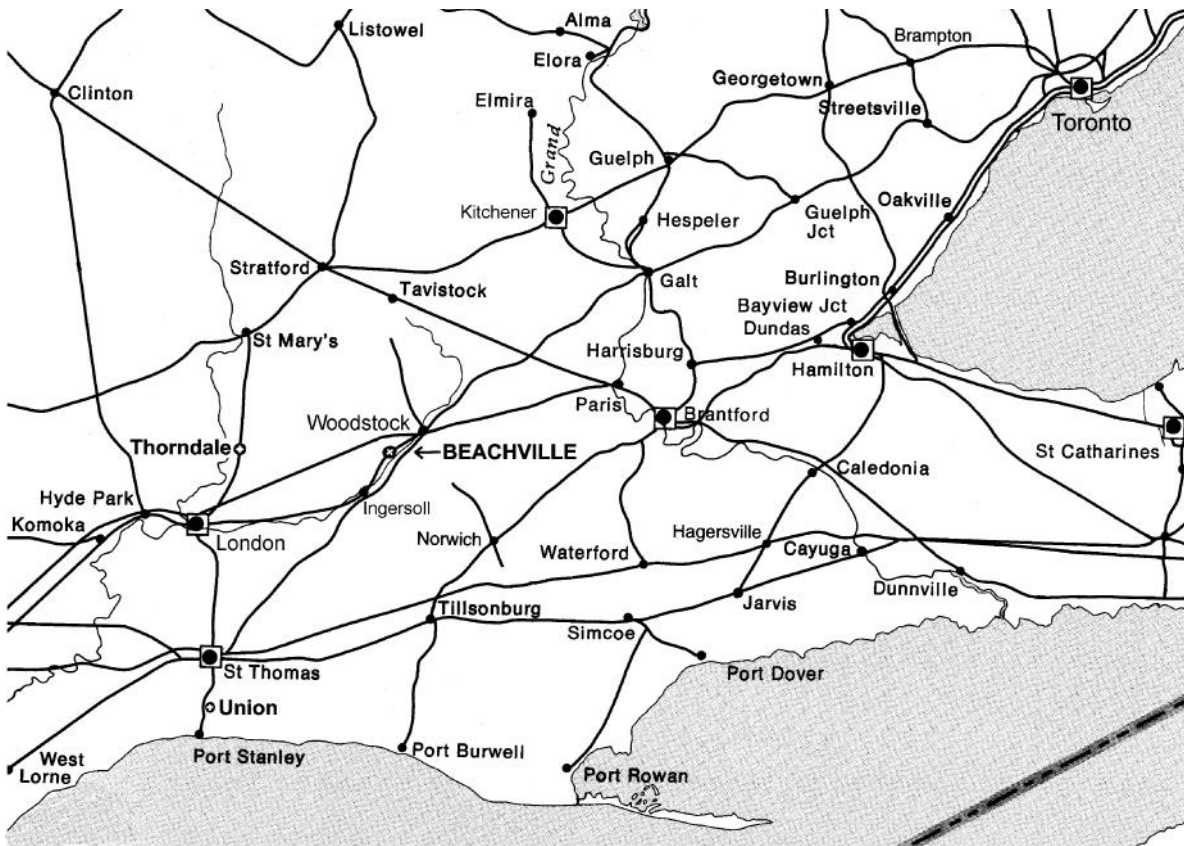 Alma
Listowel
Elora
Brampton
Georgetown
Clinton
Elmira
Streetsville
Toronto
Grand
Guelph
Kitchener
Hespeler
Guelph
Jct
Oakville
Stratford
Galt
Burlington
Tavistock
Bayview Jct
St Mary's
Dundas
Harrisburg
Hamilton
Paris
Brantford
Woodstock
Thorndale
BEACHVILLE
St Catharines
Caledonia
Hyde Park
Ingersoll
Komoka
London
Norwich
Waterford
Hagersville
Cayuga
Dunnville
Tillsonburg
Jarvis
Simcoe
St Thomas
Port Dover
Union
West
Lorne
Port Stanley
Port Burwell
Port Rowan